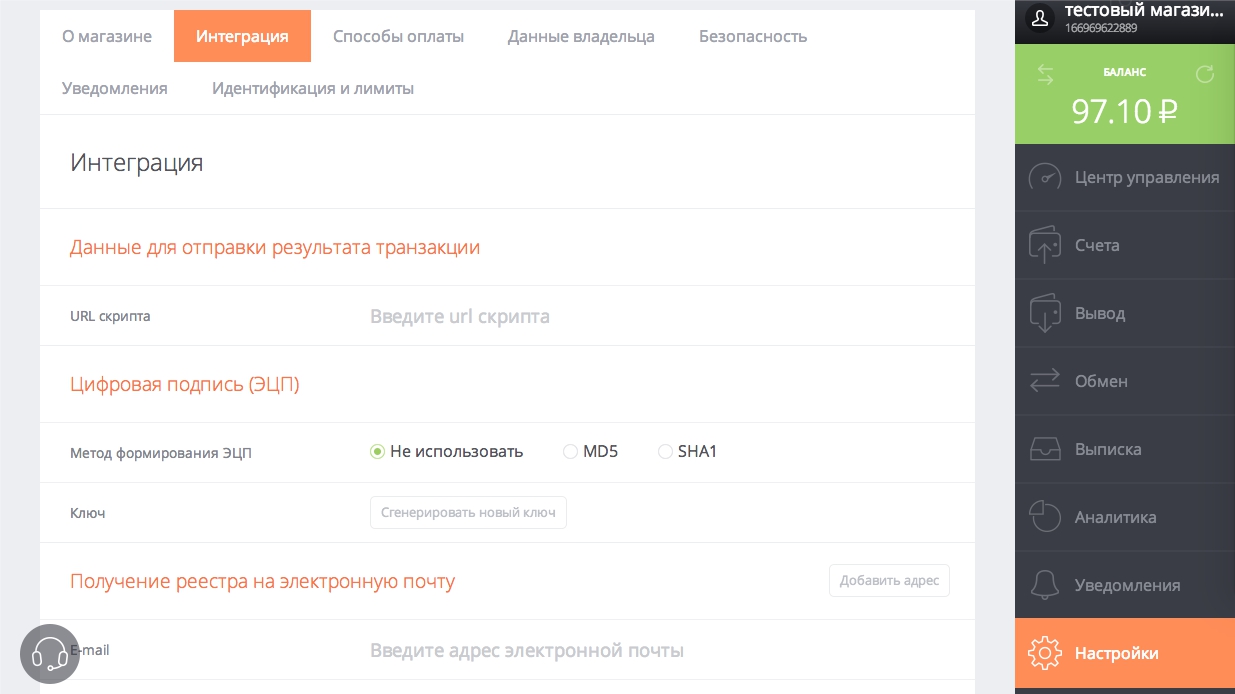 О магазине Интеграция Способы оплаты Данные владельца Безопасность
Уведомления Идентификация и лимиты
Интеграция
Данные для отправки результата транзакции
URL скрипта Введите url скрипта
Цифровая подпись (ЭЦП)
Метод формирования ЭЦП Не использовать MD5 SHA1
Ключ Сгенерировать новый ключ
Получение реестра на электронную почту Добавить адрес
E-mail Введите адрес электронной почты
тестовый магази...
166969622889
БАЛАНС
97.10 ₽
Центр управления
Счета
Вывод
Обмен
Выписка
Аналитика
Уведомления
Настройки